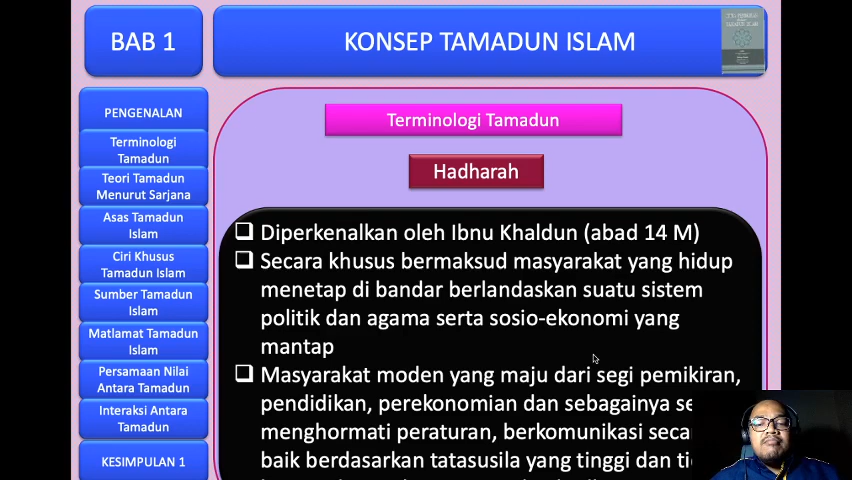 BAB 1
KONSEP TAMADUN ISLAM
PENGENALAN
Terminologi
Tamadun
Teori Tamadun
Menurut Sarjana
Asas Tamadun
Islam
Ciri Khusus
Tamadun Islam
Sumber Tamadun
Islam
Matlamat Tamadun
Islam
Persamaan Nilai
Antara Tamadun
Interaksi Antara
Tamadun
KESIMPULAN 1
Terminologi Tamadun
Hadharah
Diperkenalkan oleh Ibnu Khaldun (abad 14 M)
Secara khusus bermaksud masyarakat yang hidup
menetap di bandar berlandaskan suatu sistem
politik dan agama serta sosio-ekonomi yang
mantap
Masyarakat moden yang maju dari segi pemikiran,
pendidikan, perekonomian dan sebagainya se
menghormati peraturan, berkomunikasi seca
baik berdasarkan tatasusila yang tinggi dan ti